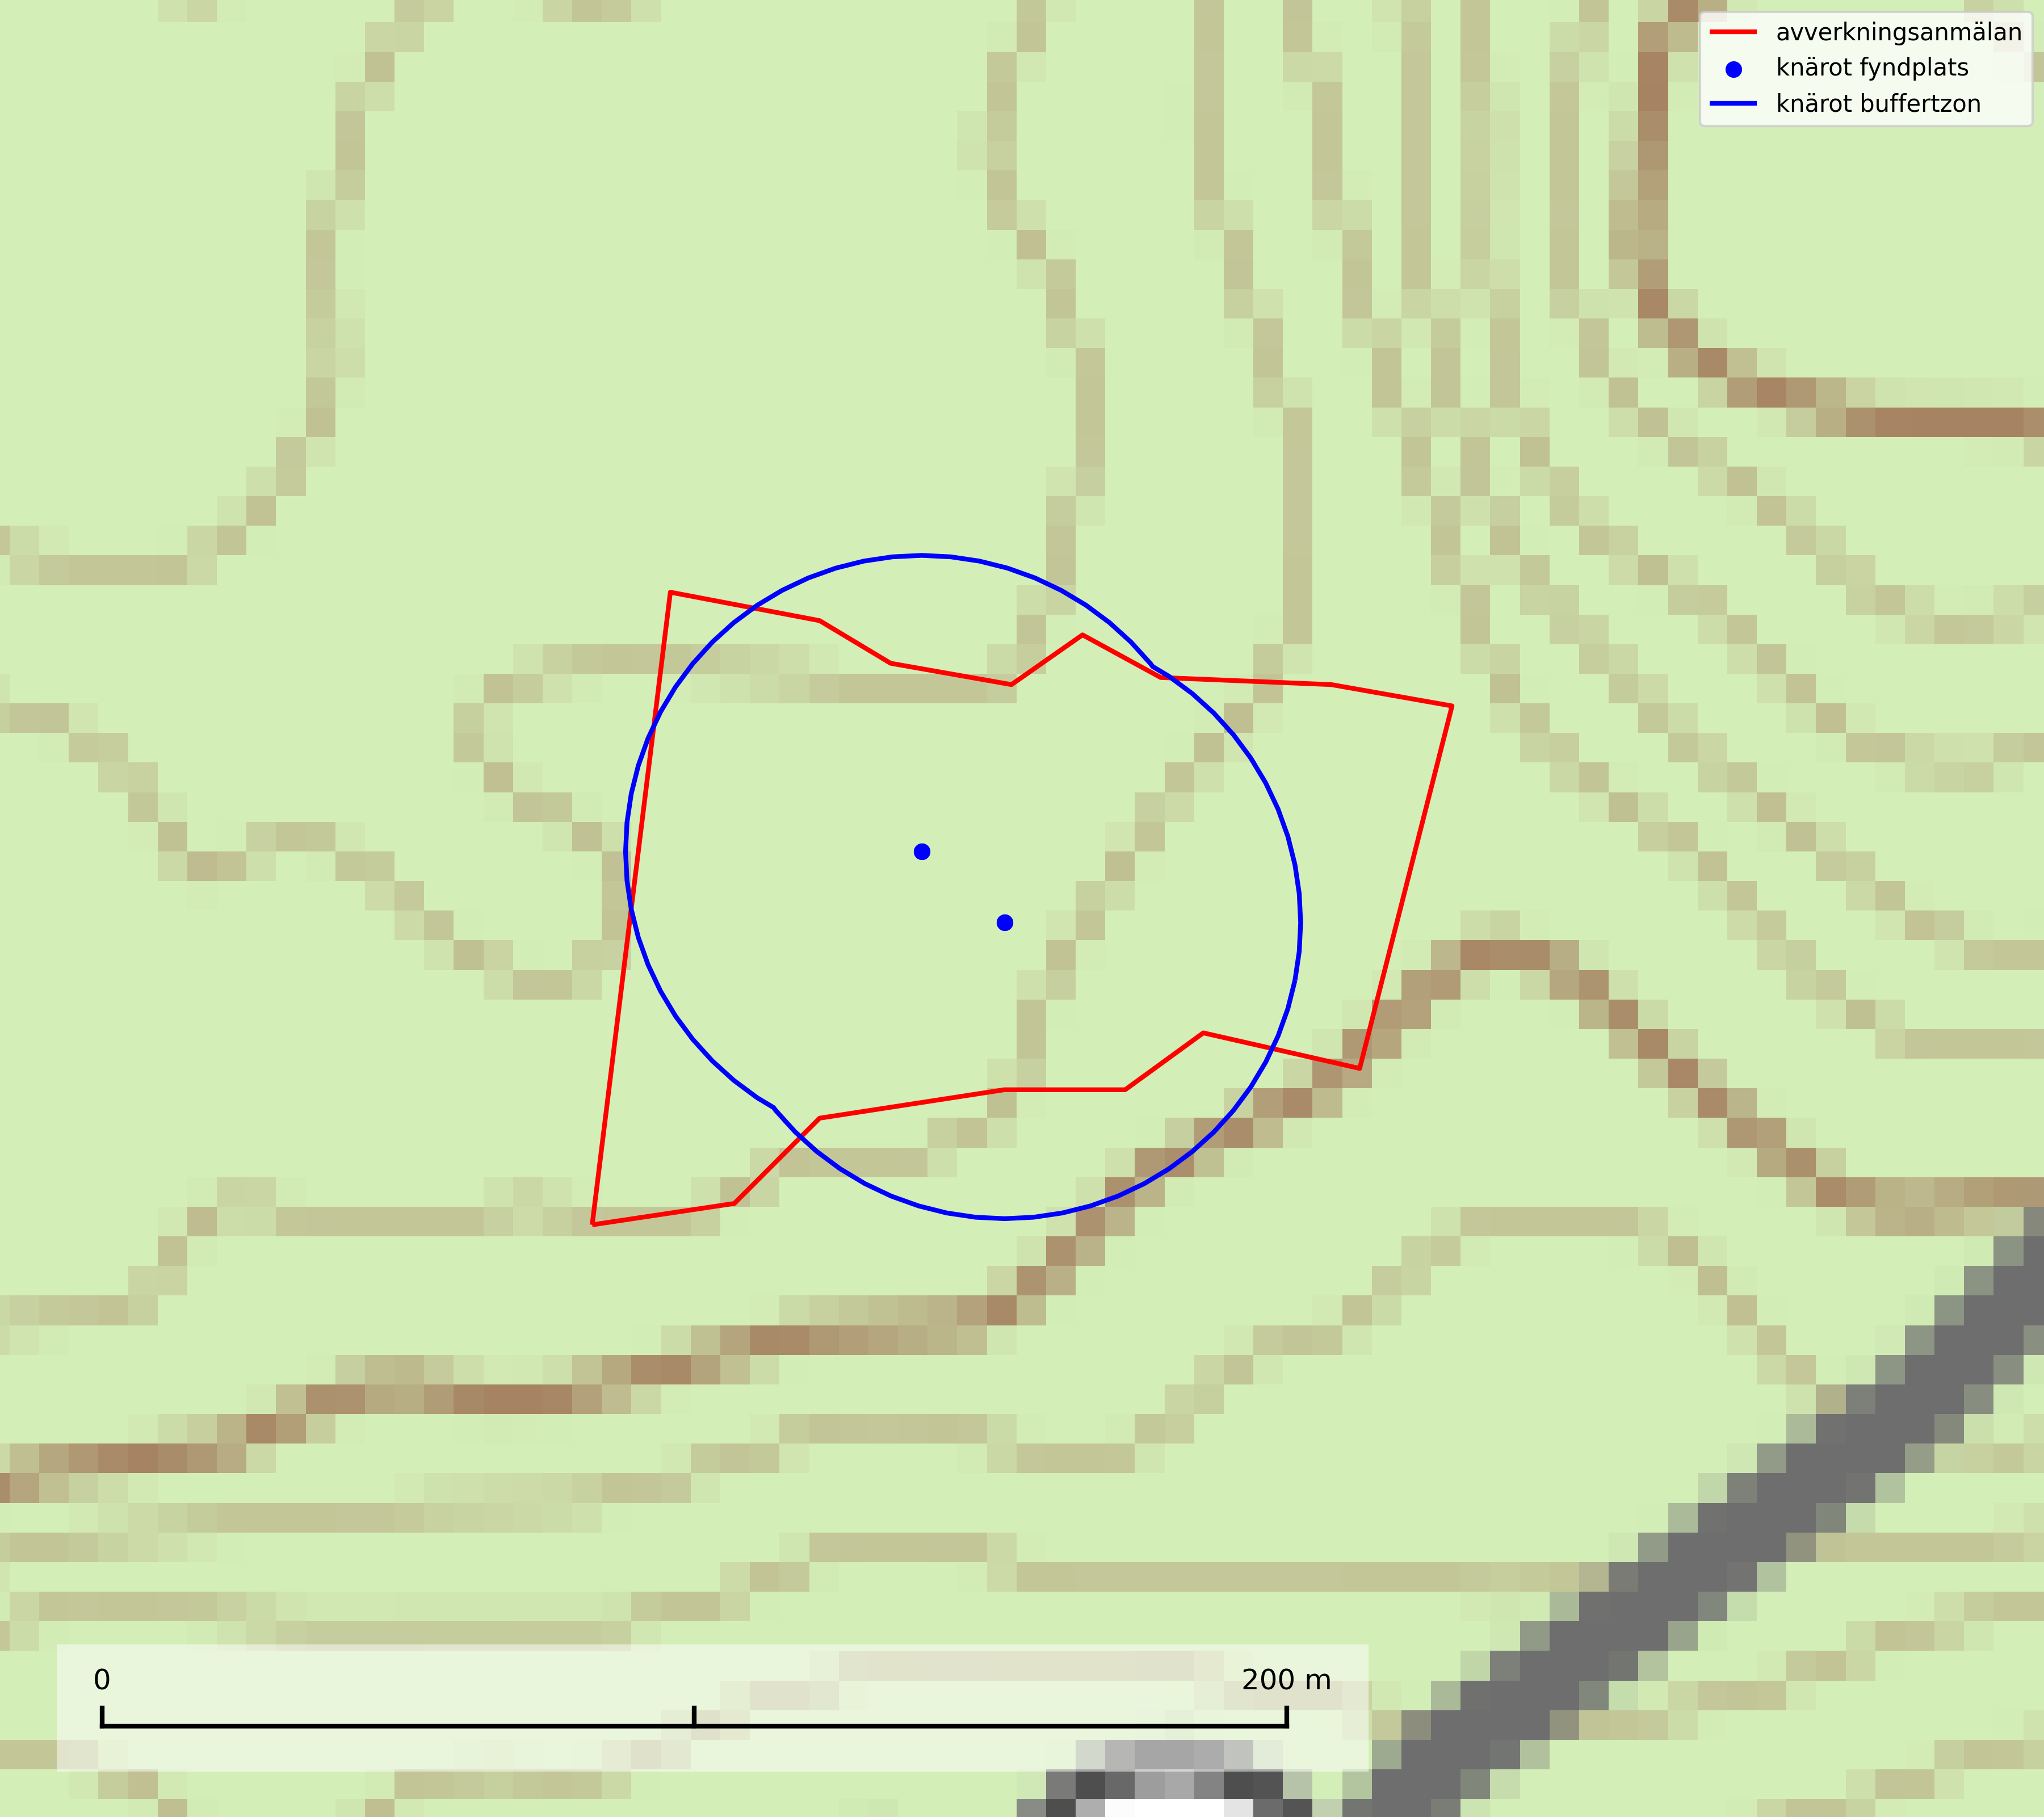 avverkningsanmälan
knärot fyndplats
knärot buffertzon
0
200 m